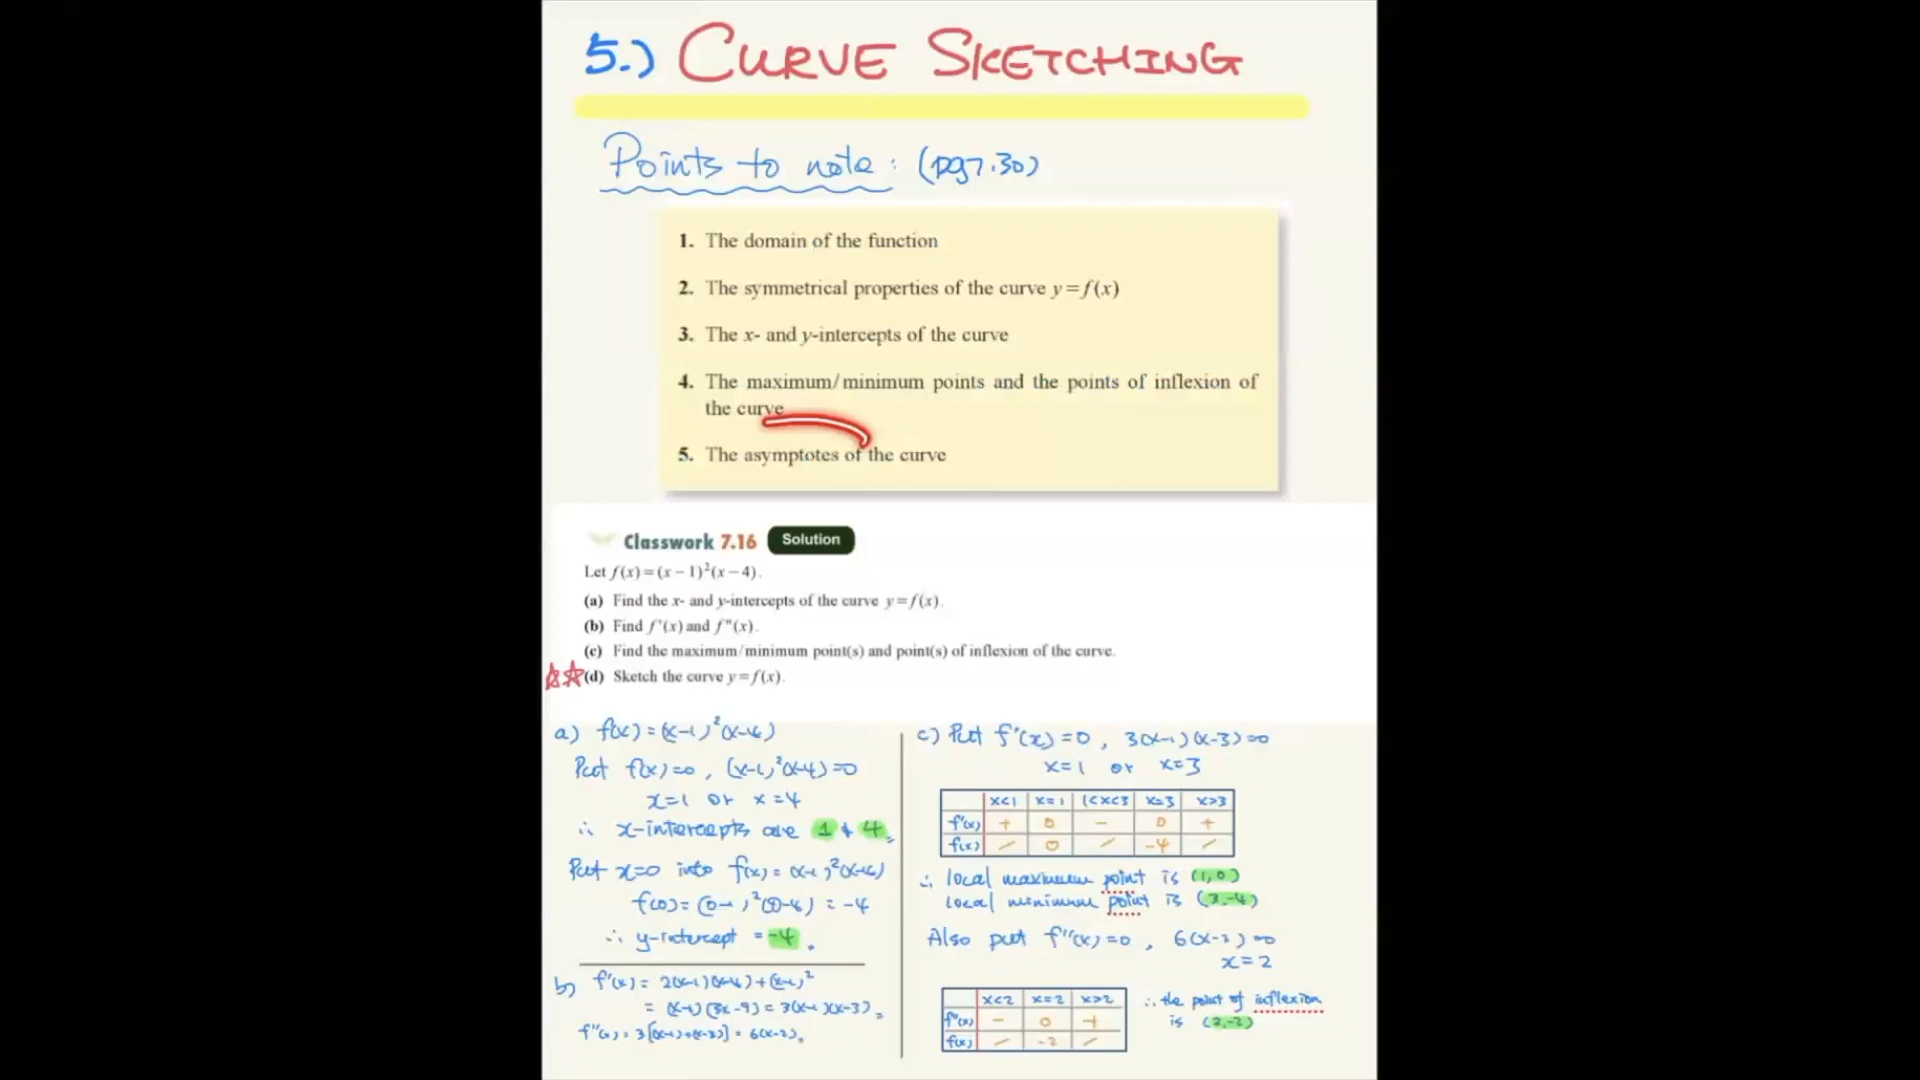 5.) CURVE SKETCHING
Points to note : (pg7.30)
1. The domain of the function
2. The symmetrical properties of the curve y=f(x)
3. The x- and y-intercepts of the curve
4. The maximum/minimum points and the points of inflexion of
the curve
5. The asymptotes of the curve
Classwork 7.16 Solution
Let f(x)=(x−1)²(x−4).
(a) Find the x- and y-intercepts of the curve y=f(x).
(b) Find f'(x) and f"(x).
(c) Find the maximum/minimum point(s) and point(s) of inflexion of the curve.
☆☆(d) Sketch the curve y=f(x).
a) f(x)=(x-1)²(x-4)
Put f(x)=0, (x-1)²(x-4)=0
x=1 or x=4
∴ x-intercepts are 1 & 4.
Put x=0 into f(x)=(x-1)²(x-4)
f(0)=(0-1)²(0-4)=-4
∴ y-intercept = -4.
b) f'(x)= 2(x-1)(x-4)+(x-1)²
= (x-1)(3x-9)=3(x-1)(x-3)
f"(x)=3[(x-1)+(x-3)]=6(x-2)
c) Put f'(x)=0, 3(x-1)(x-3)=0
x=1 or x=3
x<1 x=1 1<x<3 x=3 x>3
f'(x) + 0 - 0 +
f(x) / 0 / -4 /
∴ local maximum point is (1,0)
local minimum point is (3,-4)
Also put f"(x)=0, 6(x-2)=0
x=2
x<2 x=2 x>2
f"(x) - 0 +
f(x) / -2 /
∴ the point of inflexion
is (2,-2)